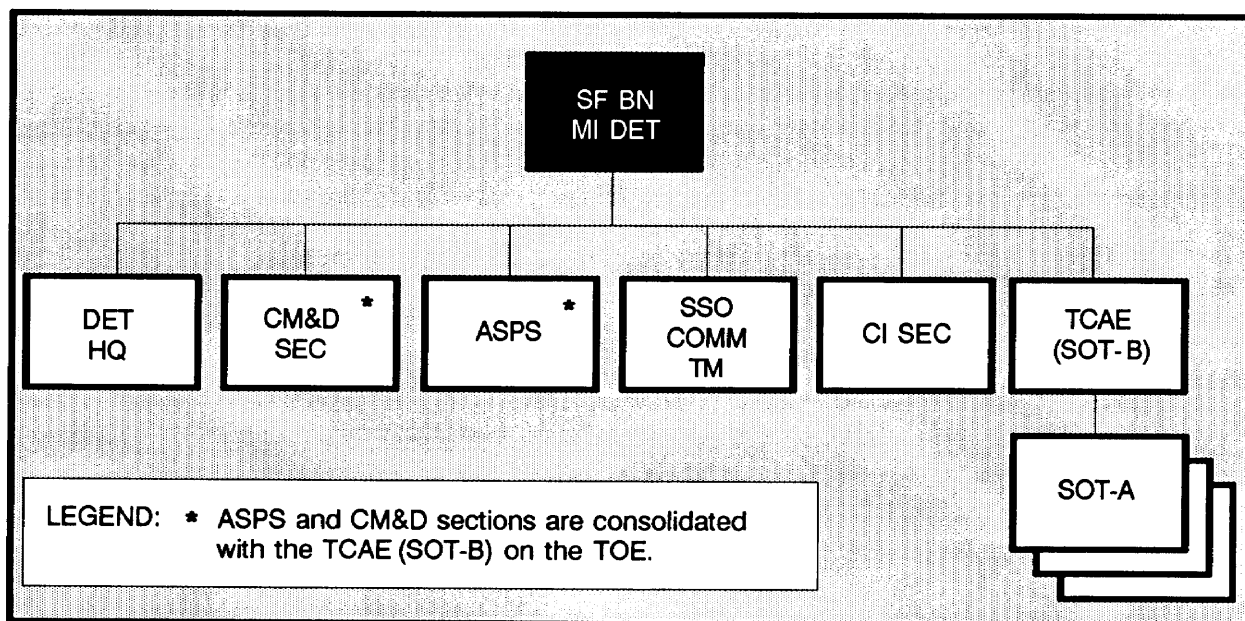 SF BN
MI DET
DET
HQ
CM&D *
SEC
ASPS *
SSO
COMM
TM
CI SEC
TCAE
(SOT-B)
SOT-A
LEGEND: * ASPS and CM&D sections are consolidated
with the TCAE (SOT-B) on the TOE.